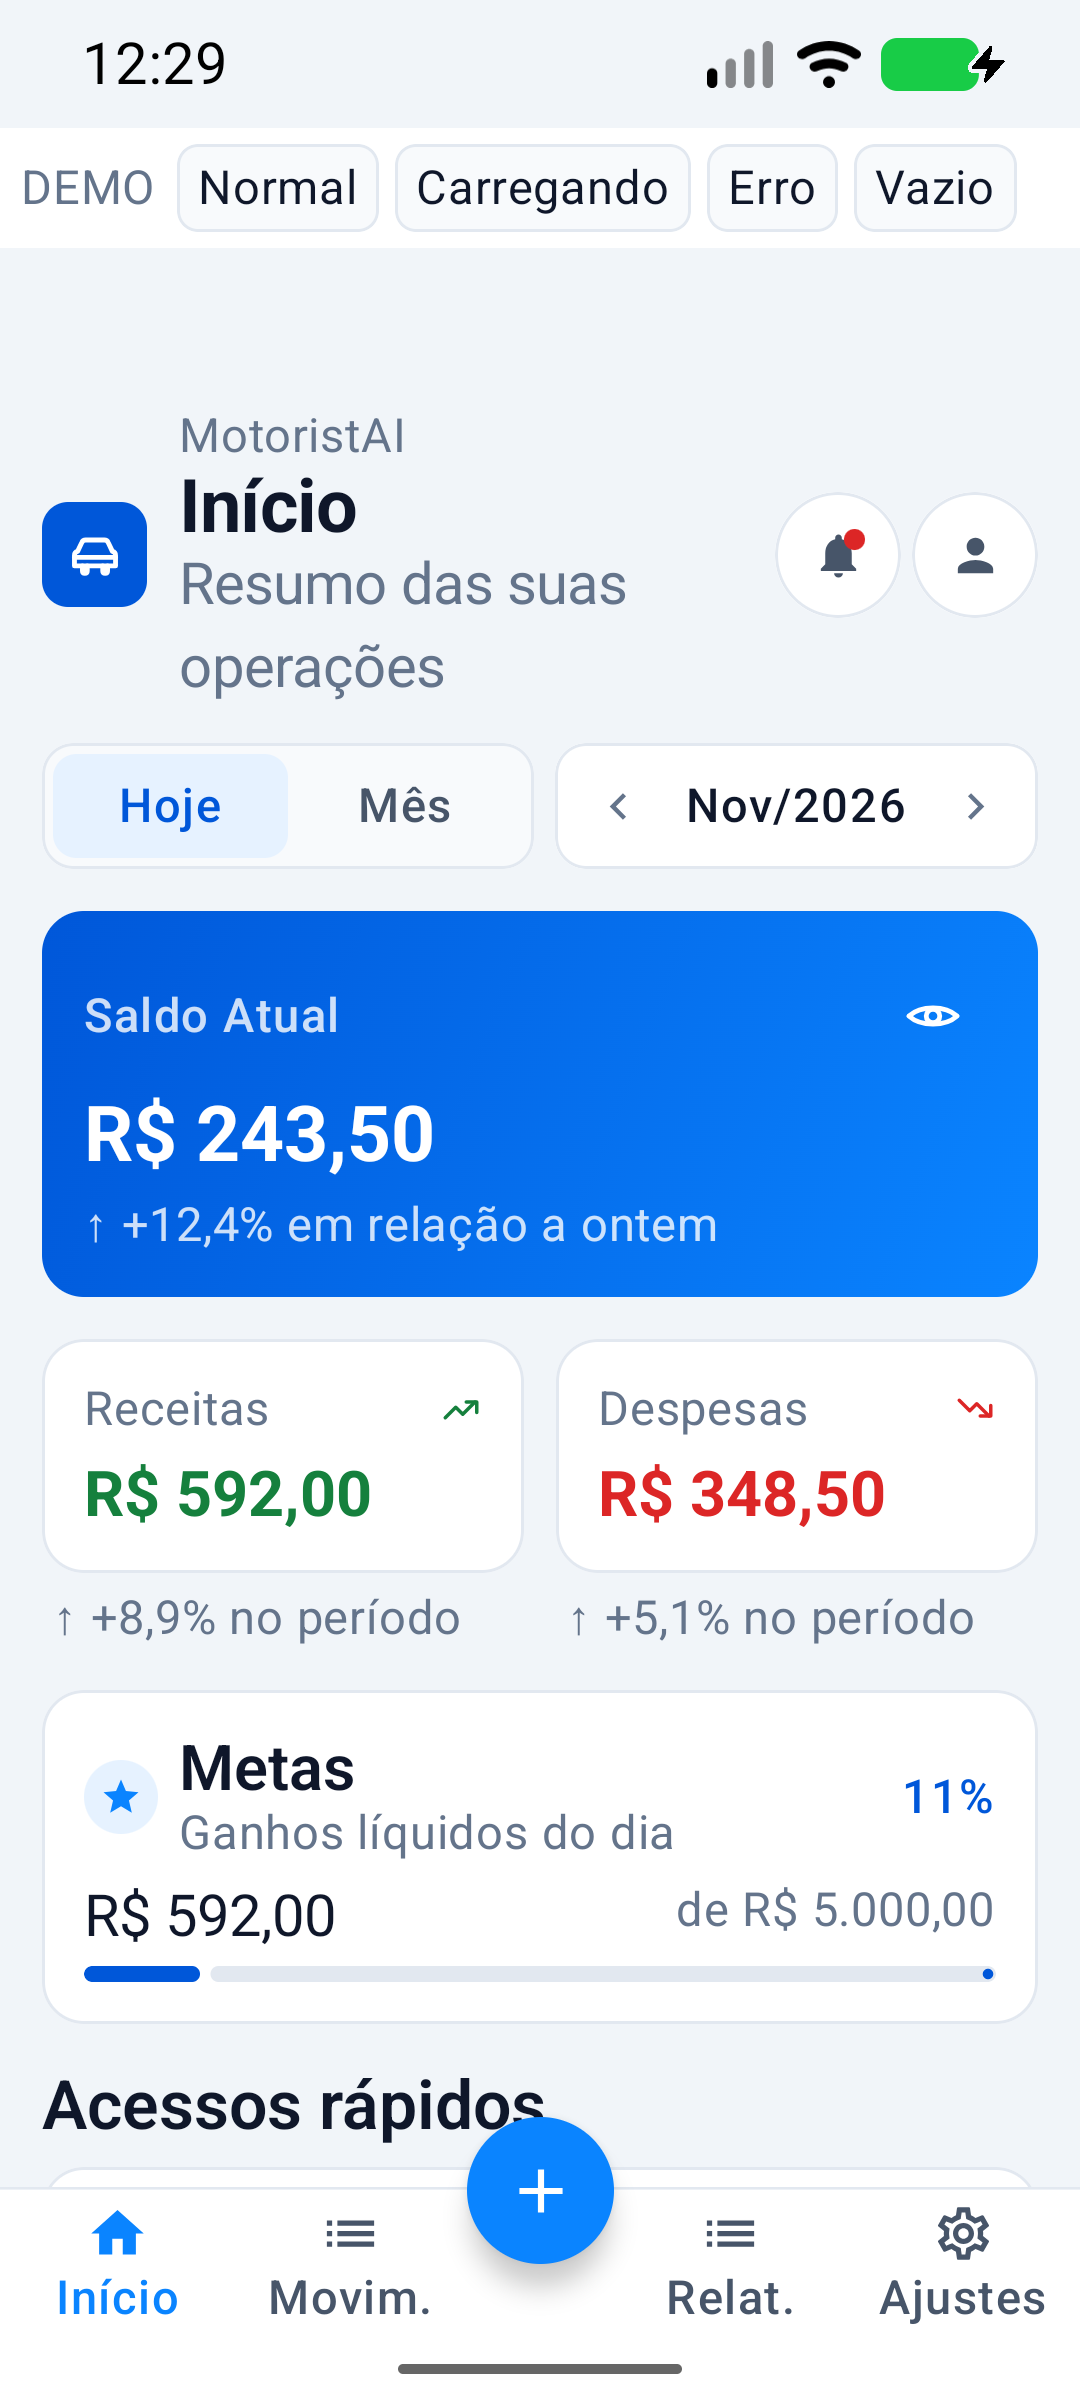 12:29
DEMO Normal Carregando Erro Vazio
MotoristAI
Início
Resumo das suas
operações
Hoje Mês Nov/2026
Saldo Atual
R$ 243,50
↑ +12,4% em relação a ontem
Receitas Despesas
R$ 592,00 R$ 348,50
↑ +8,9% no período ↑ +5,1% no período
Metas
11%
Ganhos líquidos do dia
R$ 592,00 de R$ 5.000,00
Acessos rápidos
Início Movim. Relat. Ajustes